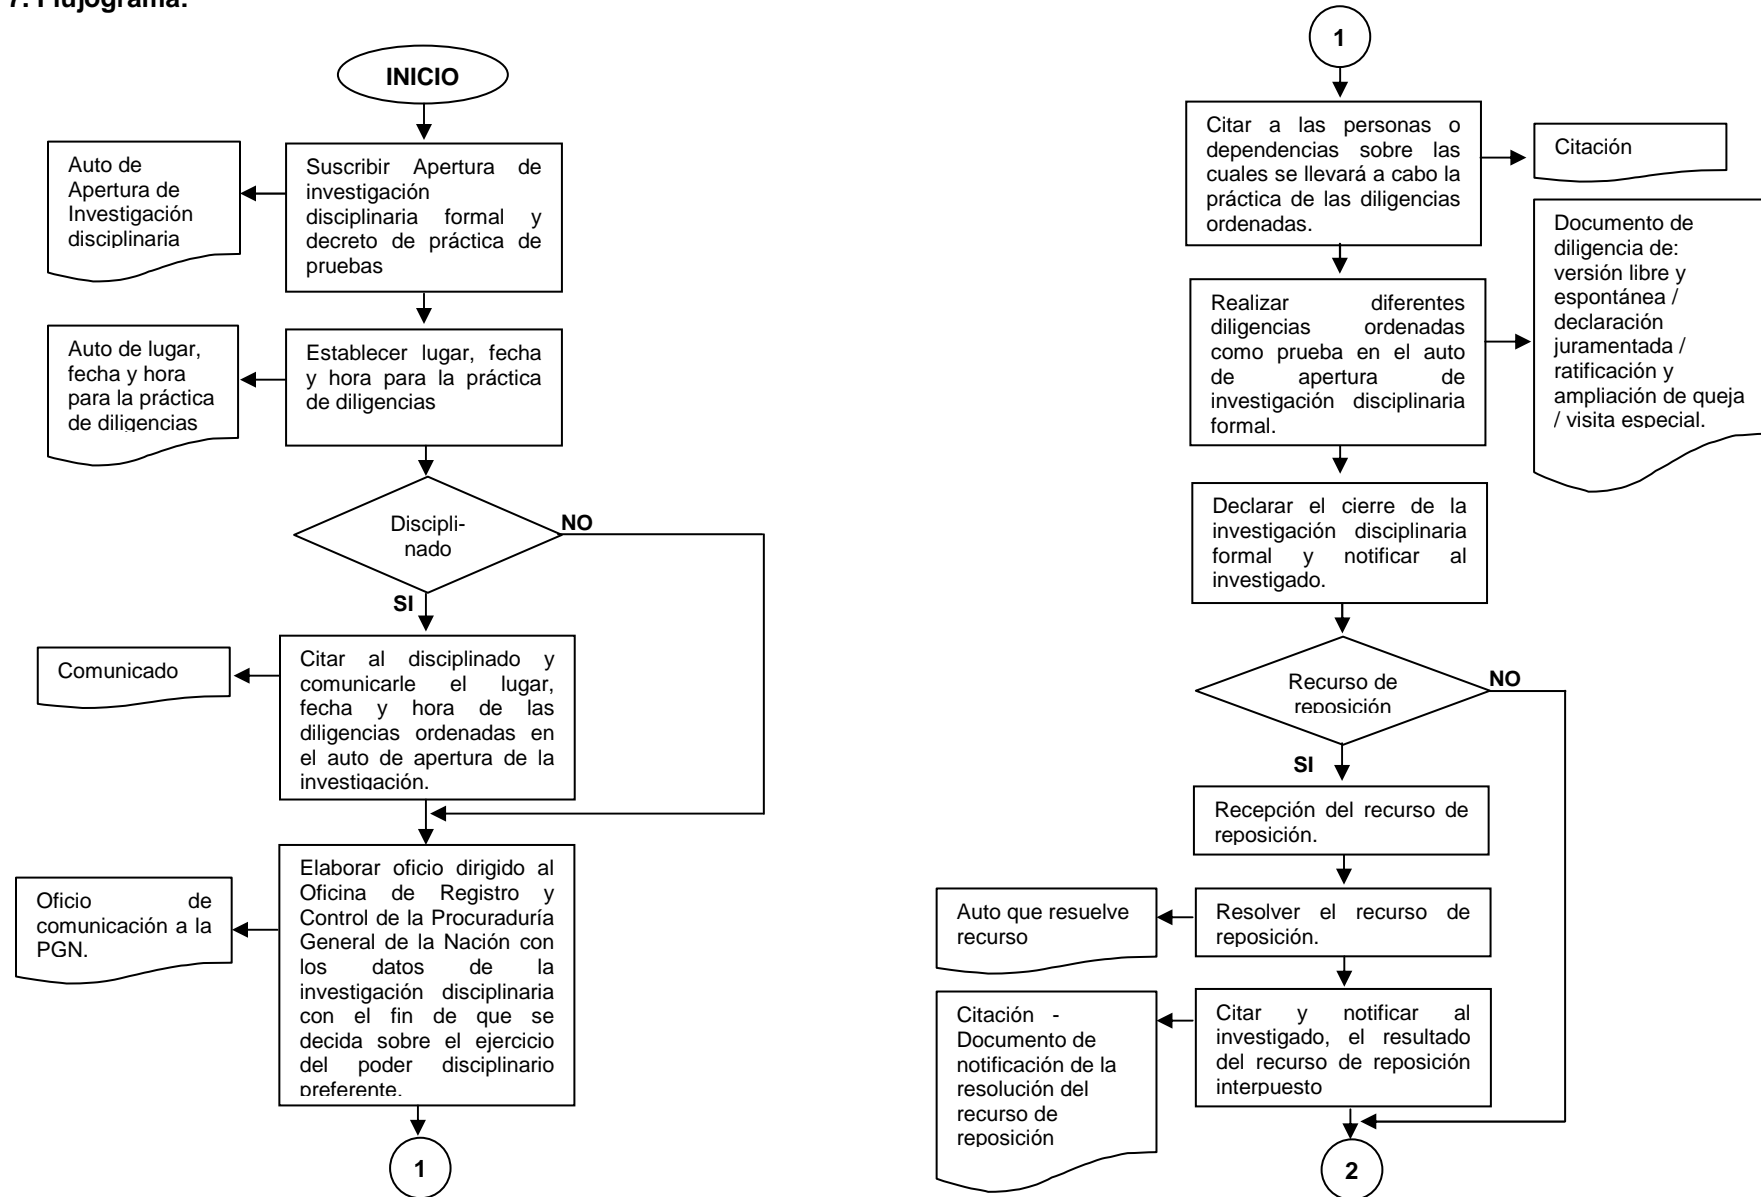 7. Flujograma:
INICIO
Auto de
Apertura de
Investigación
disciplinaria
Suscribir Apertura de
investigación
disciplinaria formal y
decreto de práctica de
pruebas
Auto de lugar,
fecha y hora
para la práctica
de diligencias
Establecer lugar, fecha
y hora para la práctica
de diligencias
Discipli-
nado
NO
SI
Comunicado
Citar al disciplinado y
comunicarle el lugar,
fecha y hora de las
diligencias ordenadas en
el auto de apertura de la
investigación.
Oficio de
comunicación a la
PGN.
Elaborar oficio dirigido al
Oficina de Registro y
Control de la Procuraduría
General de la Nación con
los datos de la
investigación disciplinaria
con el fin de que se
decida sobre el ejercicio
del poder disciplinario
preferente.
1
1
Citar a las personas o
dependencias sobre las
cuales se llevará a cabo la
práctica de las diligencias
ordenadas.
Citación
Realizar diferentes
diligencias ordenadas
como prueba en el auto
de apertura de
investigación disciplinaria
formal.
Documento de
diligencia de:
versión libre y
espontánea /
declaración
juramentada /
ratificación y
ampliación de queja
/ visita especial.
Declarar el cierre de la
investigación disciplinaria
formal y notificar al
investigado.
Recurso de
reposición
NO
SI
Recepción del recurso de
reposición.
Auto que resuelve
recurso
Resolver el recurso de
reposición.
Citación -
Documento de
notificación de la
resolución del
recurso de
reposición
Citar y notificar al
investigado, el resultado
del recurso de reposición
interpuesto
2